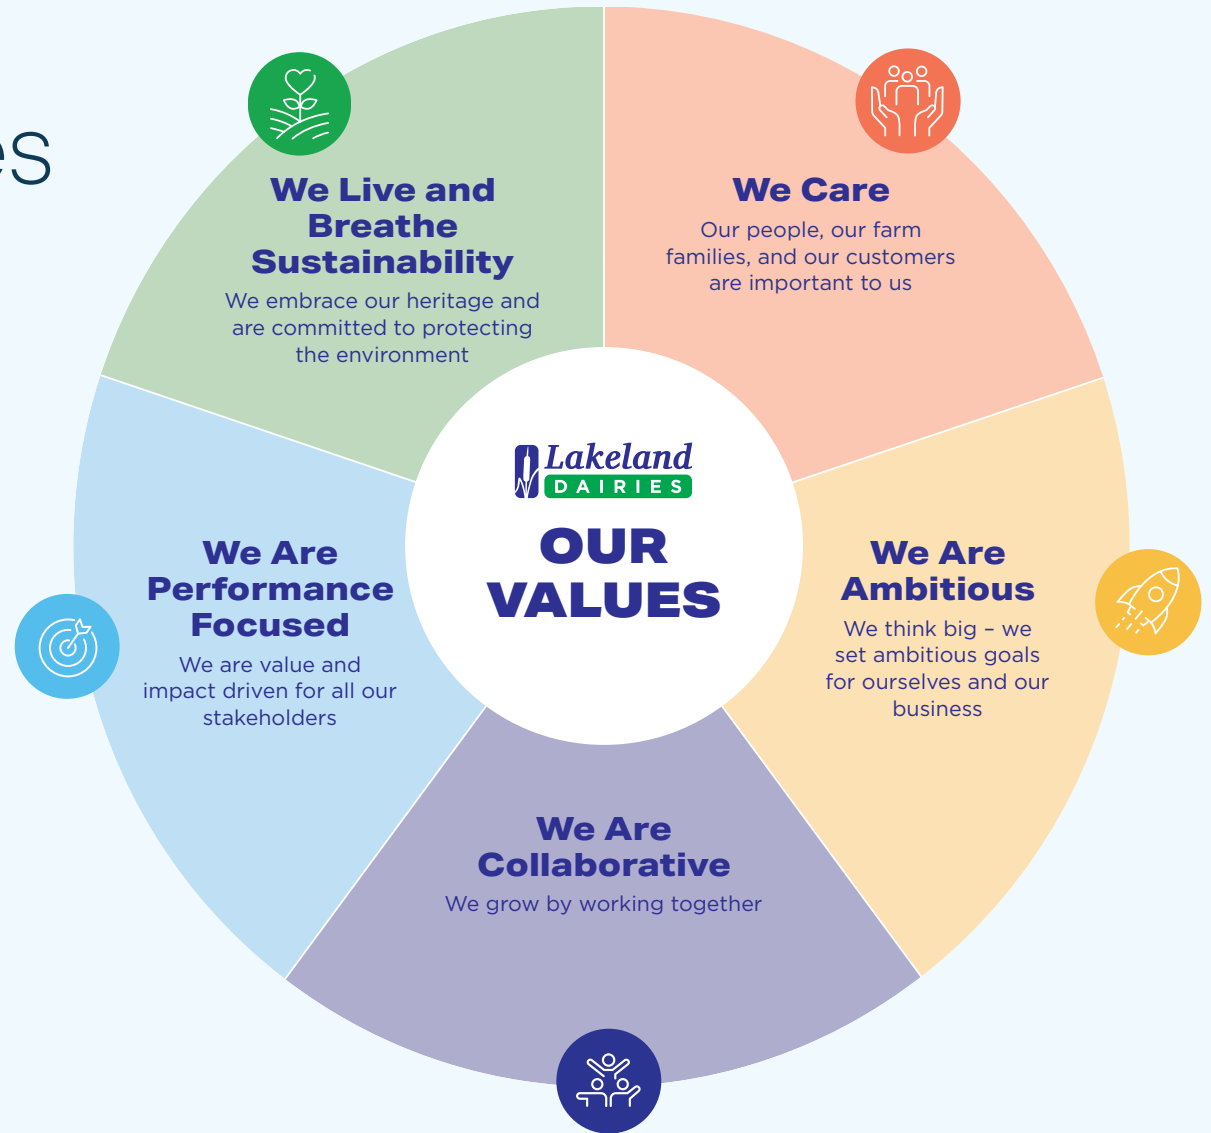 es
We Live and
Breathe
Sustainability
We embrace our heritage and
are committed to protecting
the environment
We Care
Our people, our farm
families, and our customers
are important to us
Lakeland
DAIRIES
OUR
VALUES
We Are
Performance
Focused
We are value and
impact driven for all our
stakeholders
We Are
Ambitious
We think big – we
set ambitious goals
for ourselves and our
business
We Are
Collaborative
We grow by working together